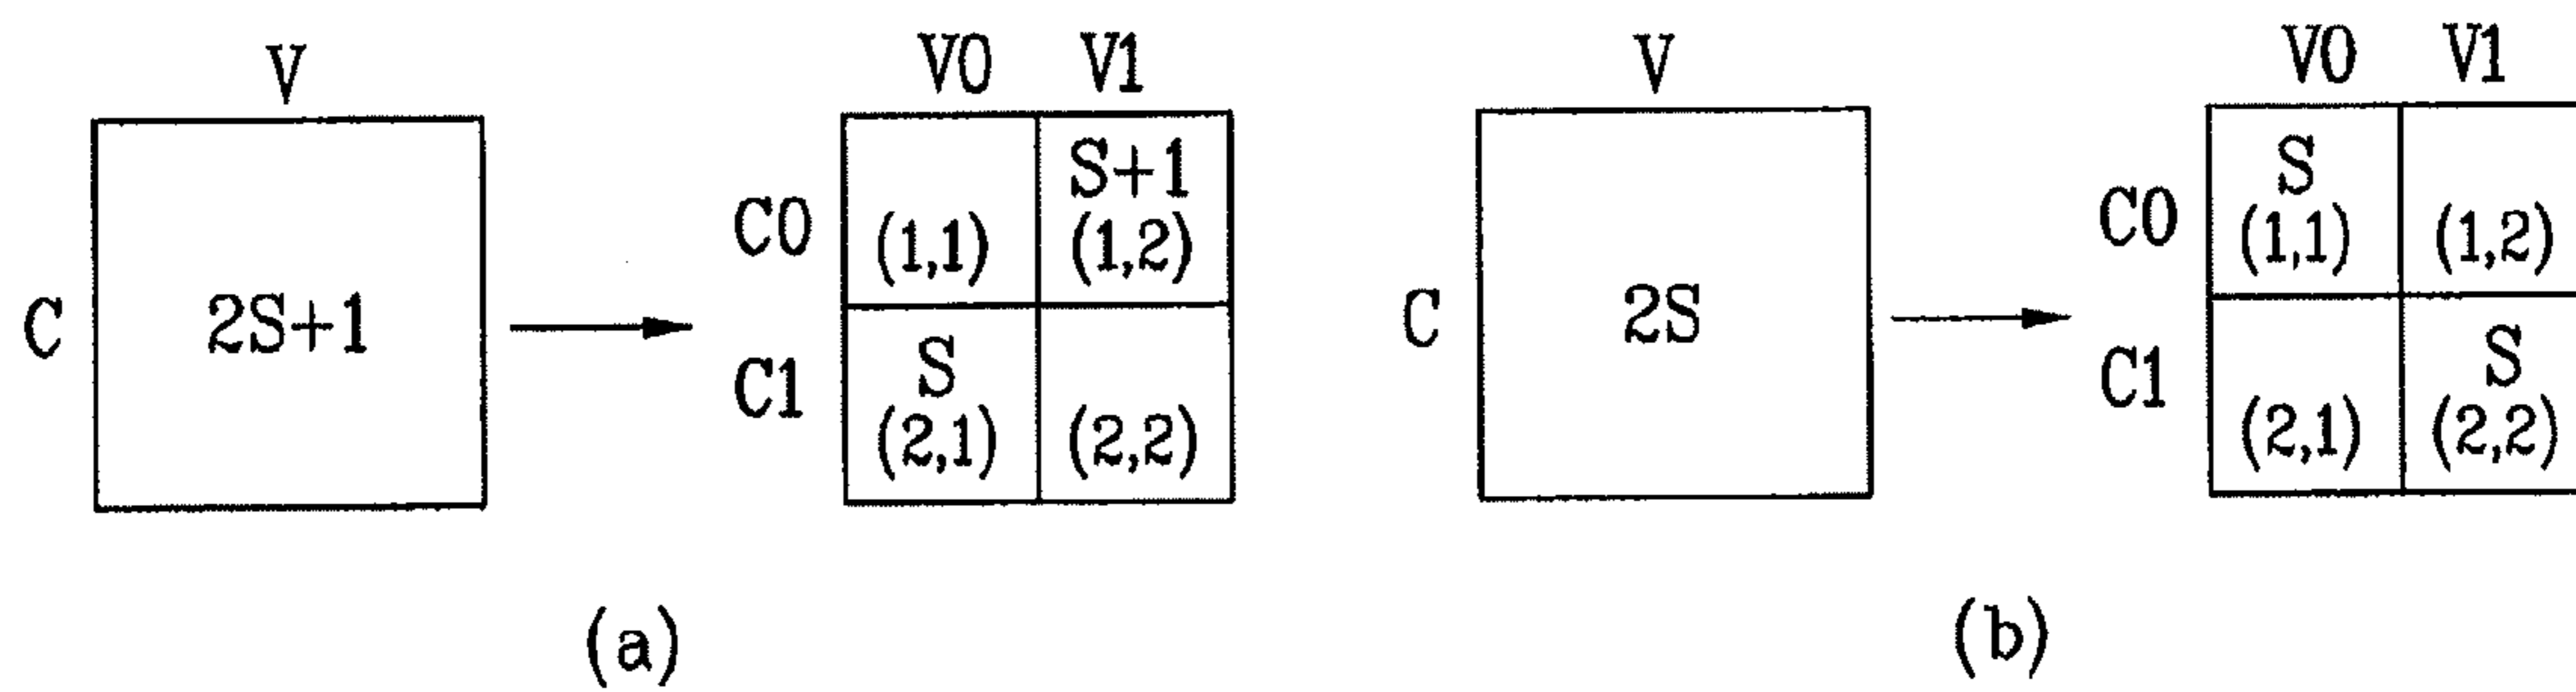 V
V0 V1
C
2S+1
C0
(1,1)
S+1
(1,2)
C1
S
(2,1)
(2,2)
(a)
V
V0 V1
C
2S
C0
S
(1,1)
(1,2)
C1
(2,1)
S
(2,2)
(b)